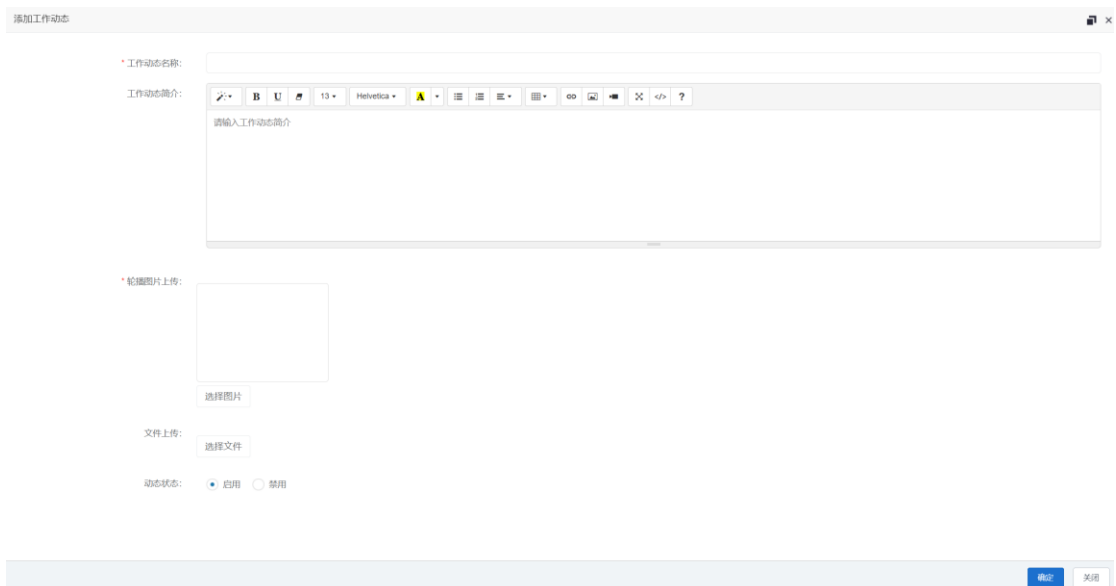 添加工作动态
* 工作动态名称：
工作动态简介：
B U 13 Helvetica A </> ?
请输入工作动态简介
* 轮播图片上传：
选择图片
文件上传：
选择文件
动态状态： 启用 禁用
确定 关闭